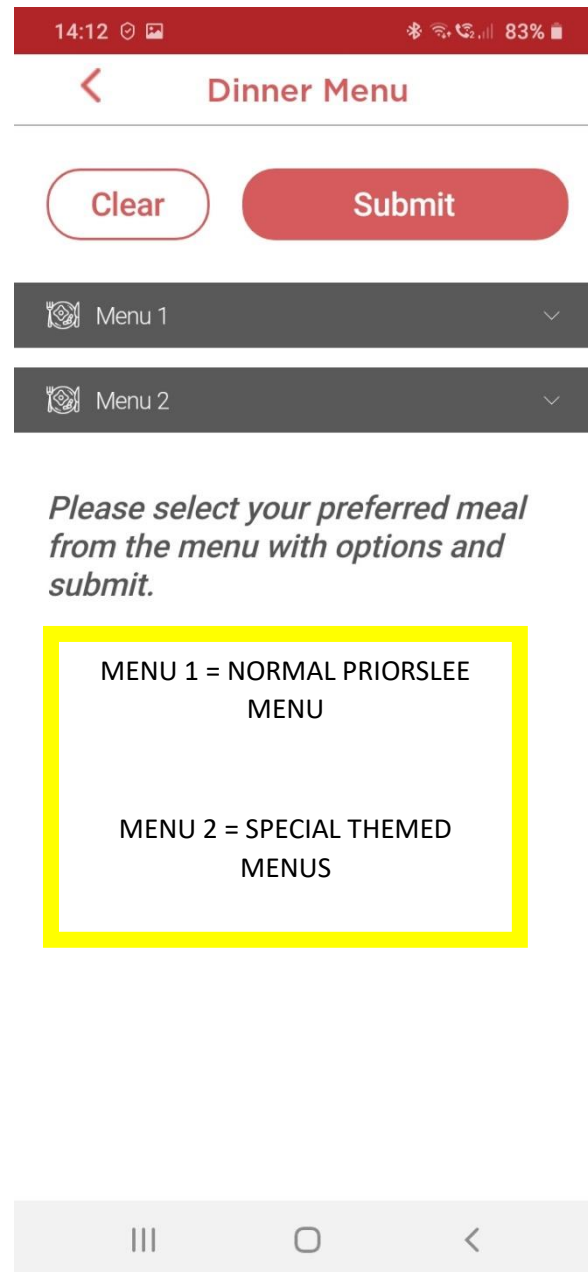 14:12 83%
Dinner Menu
Clear Submit
Menu 1
Menu 2
Please select your preferred meal
from the menu with options and
submit.
MENU 1 = NORMAL PRIORSLEE
MENU
MENU 2 = SPECIAL THEMED
MENUS